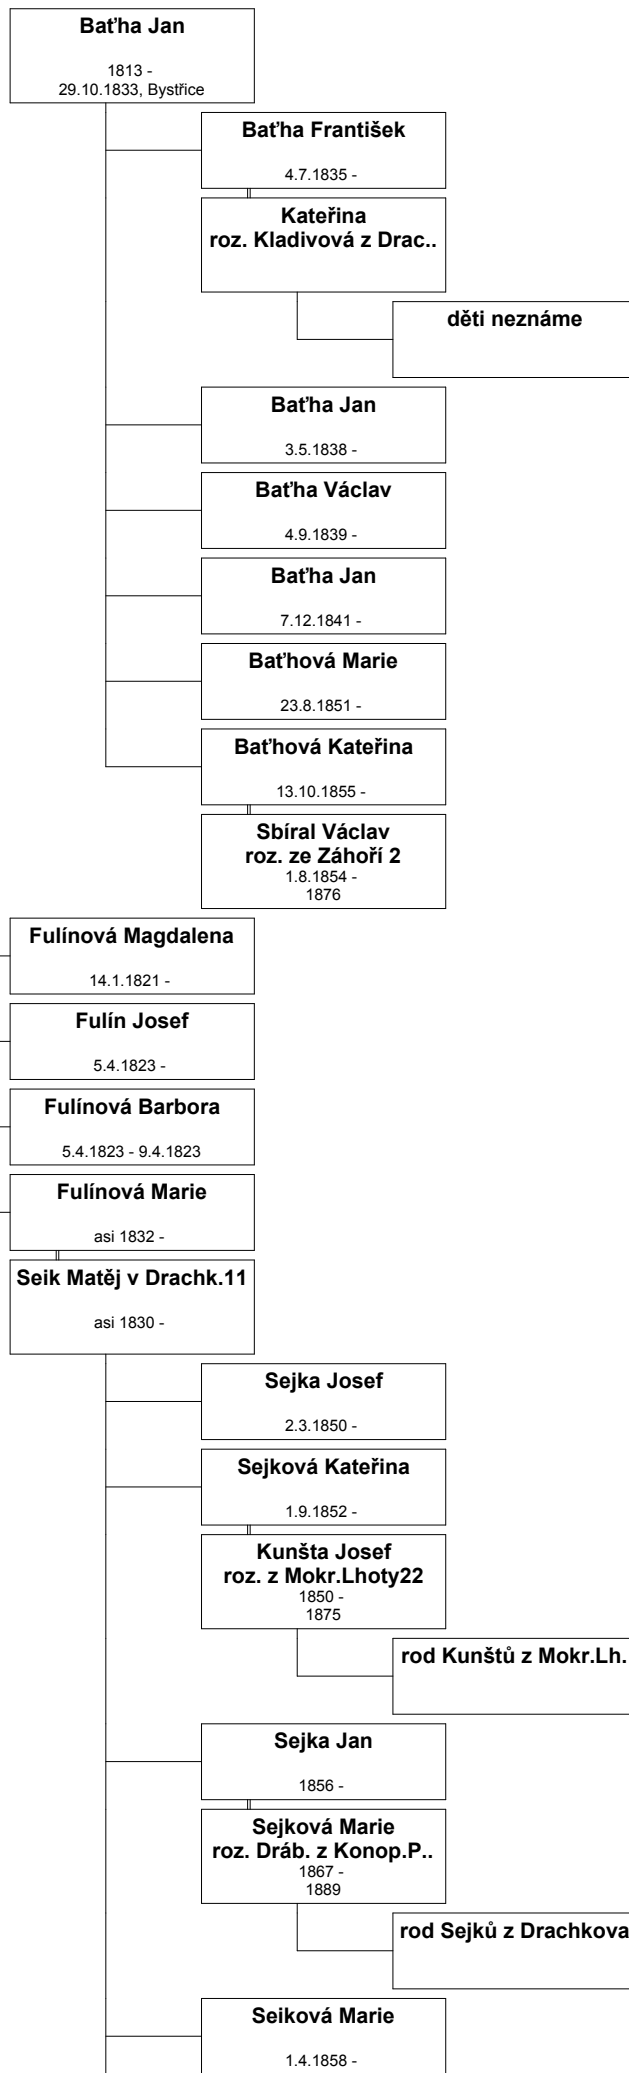 Baťha Jan
1813 -
29.10.1833, Bystřice
Baťha František
4.7.1835 -
Kateřina
roz. Kladivová z Drac..
děti neznáme
Baťha Jan
3.5.1838 -
Baťha Václav
4.9.1839 -
Baťha Jan
7.12.1841 -
Baťhová Marie
23.8.1851 -
Baťhová Kateřina
13.10.1855 -
Sbíral Václav
roz. ze Záhoří 2
1.8.1854 -
1876
Fulínová Magdalena
14.1.1821 -
Fulín Josef
5.4.1823 -
Fulínová Barbora
5.4.1823 - 9.4.1823
Fulínová Marie
asi 1832 -
Seik Matěj v Drachk.11
asi 1830 -
Sejka Josef
2.3.1850 -
Sejková Kateřina
1.9.1852 -
Kunšta Josef
roz. z Mokr.Lhoty22
1850 -
1875
rod Kunštů z Mokr.Lh.
Sejka Jan
1856 -
Sejková Marie
roz. Dráb. z Konop.P..
1867 -
1889
rod Sejků z Drachkova
Seiková Marie
1.4.1858 -